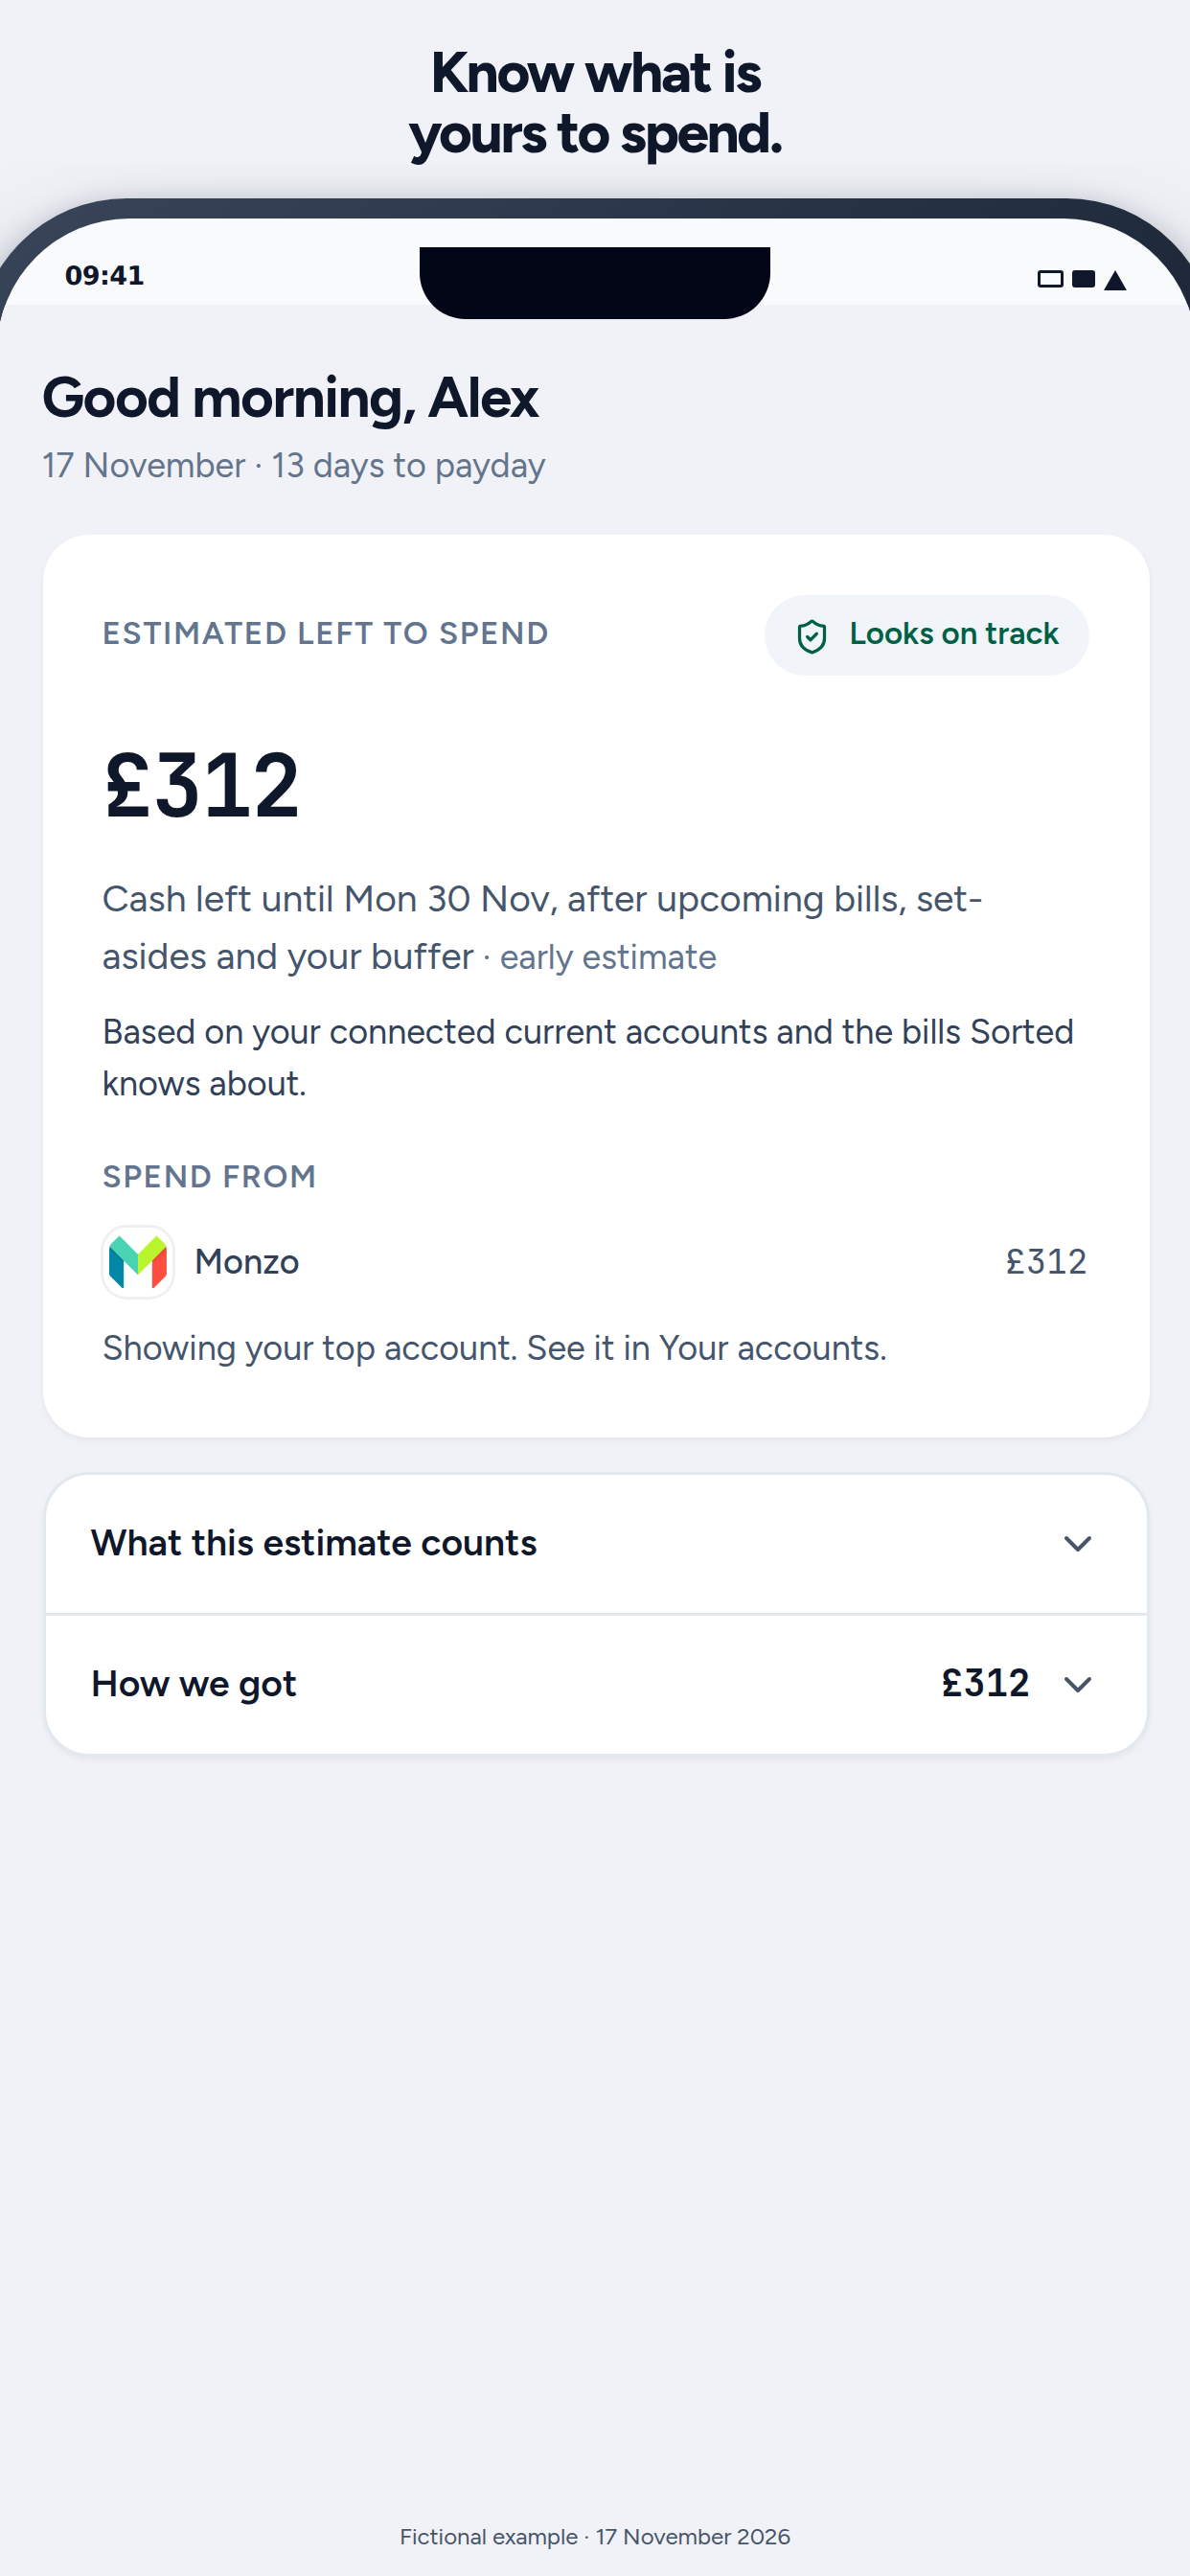 Know what is
yours to spend.
09:41
Good morning, Alex
17 November · 13 days to payday
ESTIMATED LEFT TO SPEND
Looks on track
£312
Cash left until Mon 30 Nov, after upcoming bills, set-
asides and your buffer · early estimate
Based on your connected current accounts and the bills Sorted
knows about.
SPEND FROM
Monzo £312
Showing your top account. See it in Your accounts.
What this estimate counts
How we got £312
Fictional example · 17 November 2026